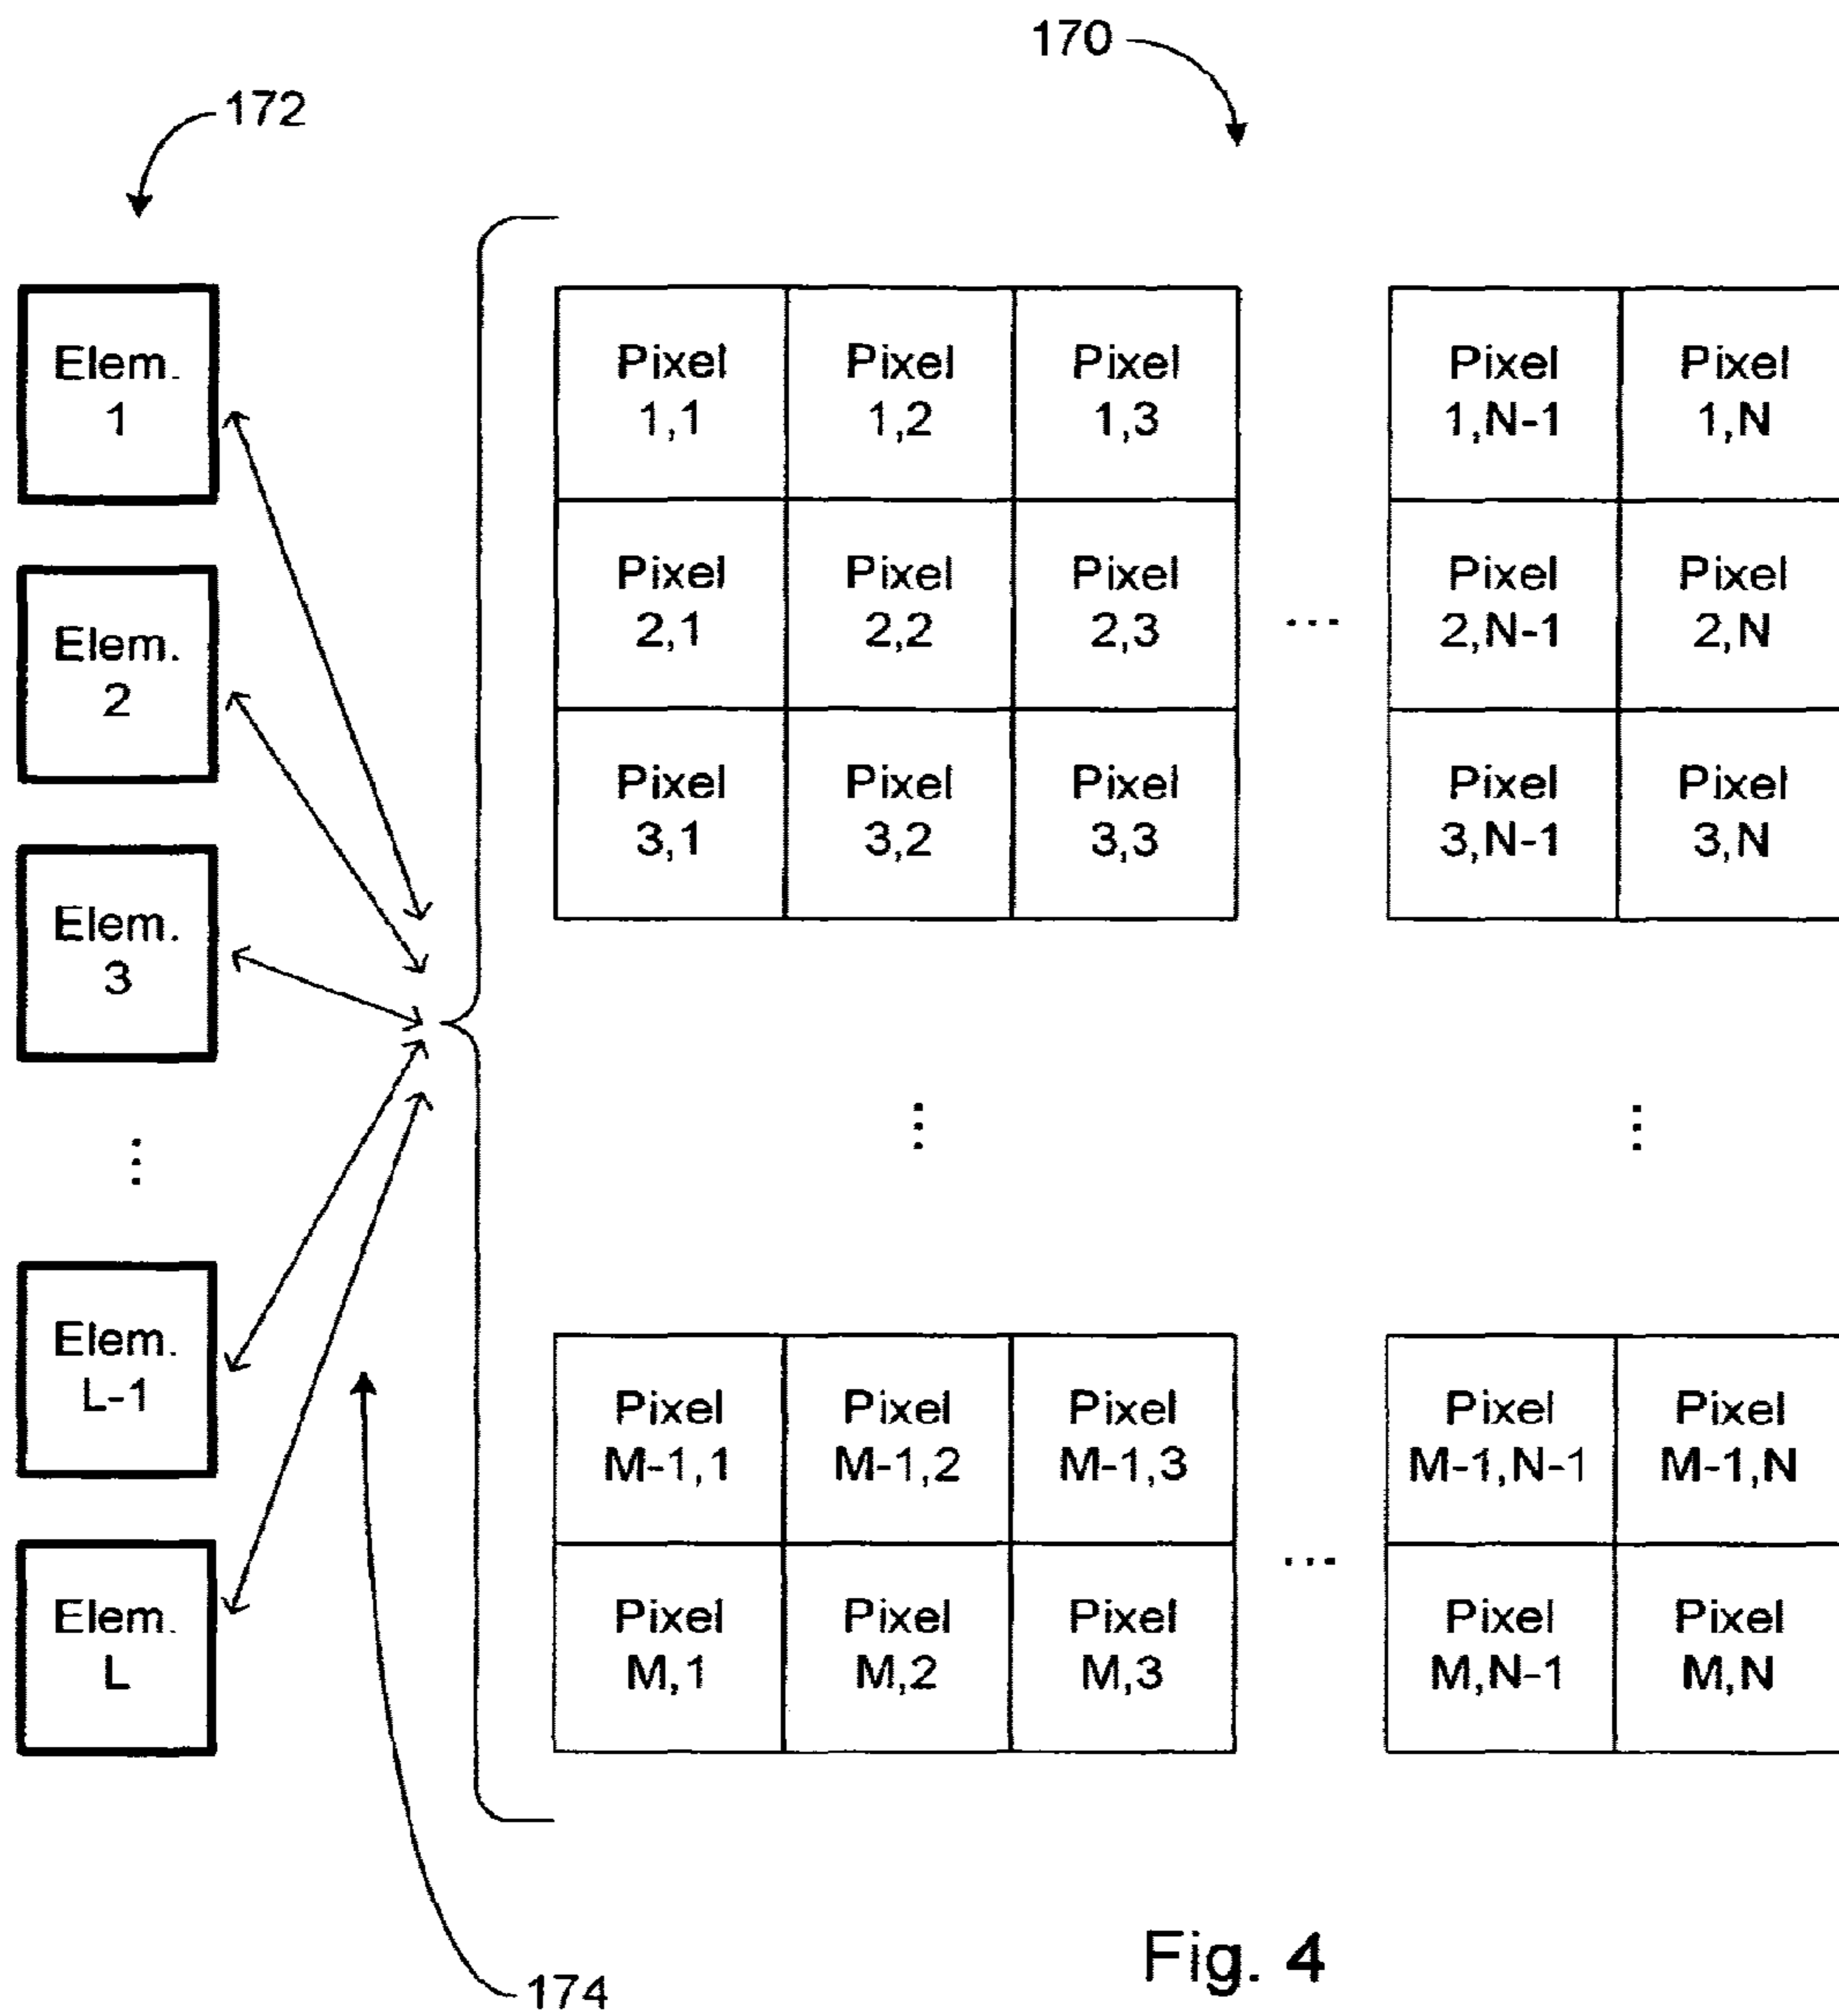 170
172
Elem.
1
Elem.
2
Elem.
3
⋮
Elem.
L-1
Elem.
L
Pixel Pixel Pixel Pixel Pixel
1,1 1,2 1,3 1,N-1 1,N
Pixel Pixel Pixel Pixel Pixel
2,1 2,2 2,3 ... 2,N-1 2,N
Pixel Pixel Pixel Pixel Pixel
3,1 3,2 3,3 3,N-1 3,N
⋮ ⋮
Pixel Pixel Pixel Pixel Pixel
M-1,1 M-1,2 M-1,3 M-1,N-1 M-1,N
...
Pixel Pixel Pixel Pixel Pixel
M,1 M,2 M,3 M,N-1 M,N
174
Fig. 4